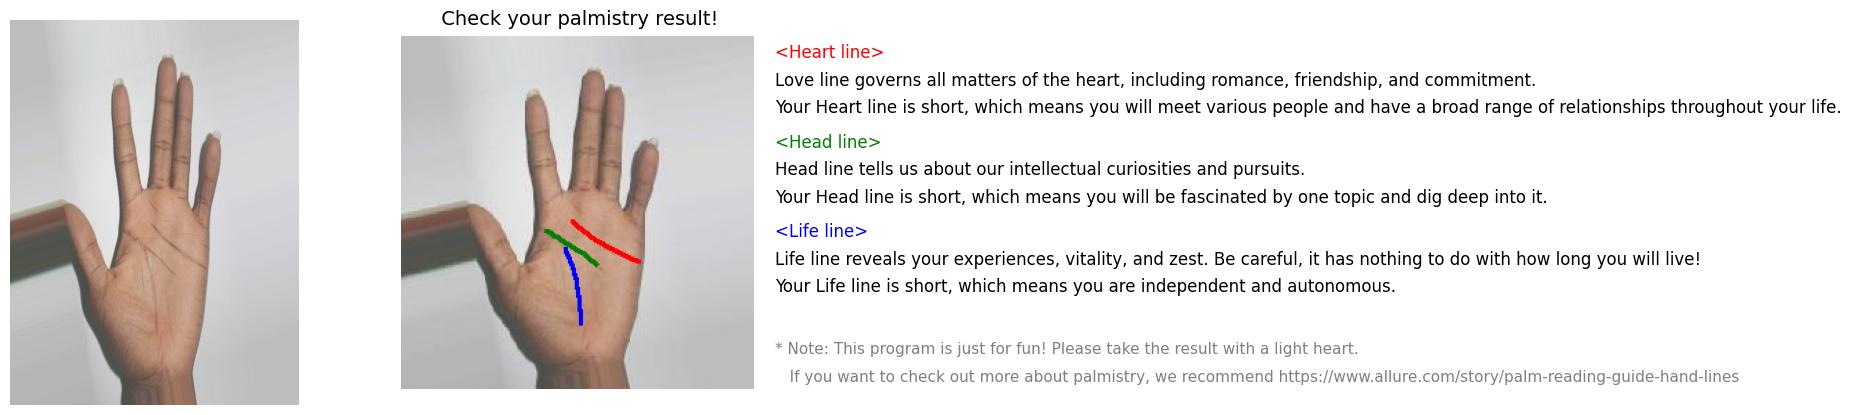 Check your palmistry result!
<Heart line>
Love line governs all matters of the heart, including romance, friendship, and commitment.
Your Heart line is short, which means you will meet various people and have a broad range of relationships throughout your life.
<Head line>
Head line tells us about our intellectual curiosities and pursuits.
Your Head line is short, which means you will be fascinated by one topic and dig deep into it.
<Life line>
Life line reveals your experiences, vitality, and zest. Be careful, it has nothing to do with how long you will live!
Your Life line is short, which means you are independent and autonomous.
* Note: This program is just for fun! Please take the result with a light heart.
If you want to check out more about palmistry, we recommend https://www.allure.com/story/palm-reading-guide-hand-lines